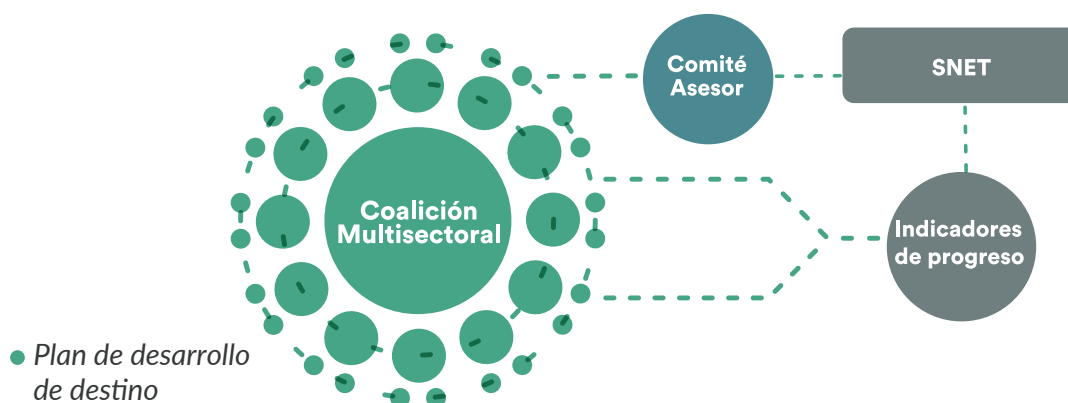 Comité
Asesor
SNET
Coalición
Multisectoral
Indicadores
de progreso
Plan de desarrollo
de destino